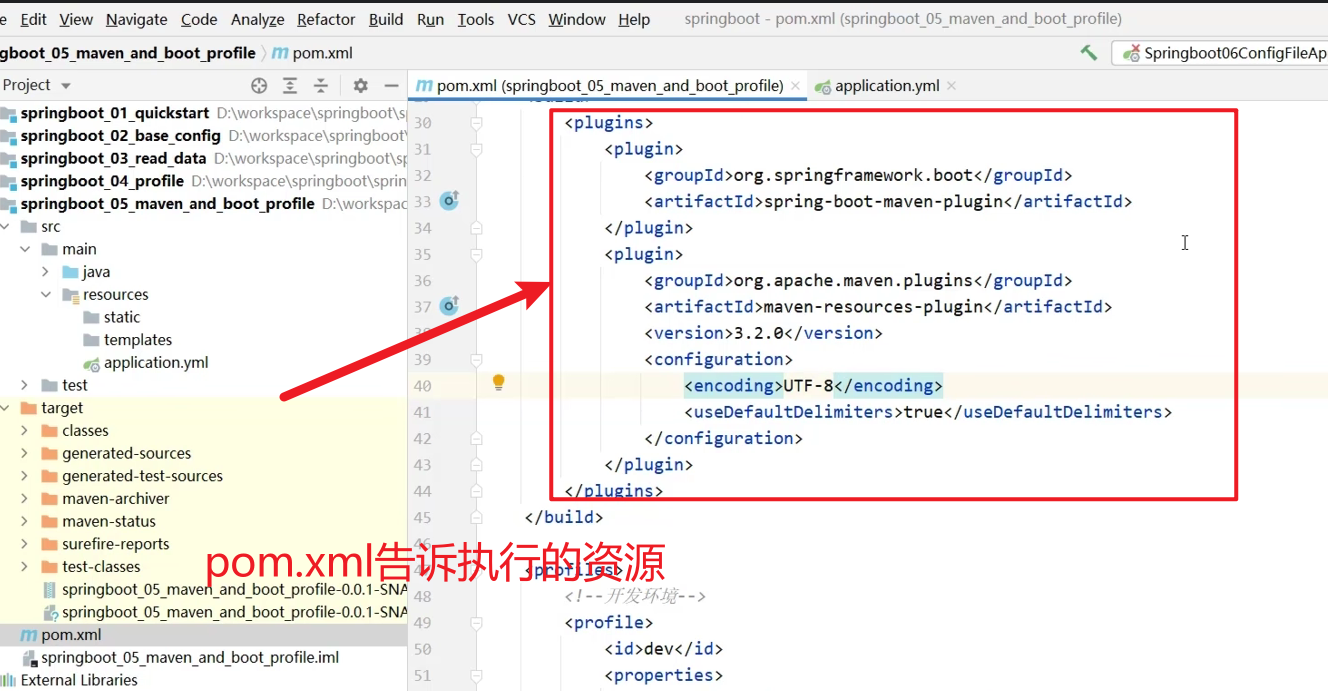 e Edit View Navigate Code Analyze Refactor Build Run Tools VCS Window Help springboot - pom.xml (springboot_05_maven_and_boot_profile)
gboot_05_maven_and_boot_profile pom.xml Springboot06ConfigFileAp
Project pom.xml (springboot_05_maven_and_boot_profile) application.yml
springboot_01_quickstart D:\workspace\springboot\s
springboot_02_base_config D:\workspace\springboot\
springboot_03_read_data D:\workspace\springboot\sp
springboot_04_profile D:\workspace\springboot\sprin
springboot_05_maven_and_boot_profile D:\workspac
src
main
java
resources
static
templates
application.yml
test
target
classes
generated-sources
generated-test-sources
maven-archiver
maven-status
surefire-reports
test-classes
springboot_05_maven_and_boot_profile-0.0.1-SNA
springboot_05_maven_and_boot_profile-0.0.1-SNA
pom.xml
springboot_05_maven_and_boot_profile.iml
External Libraries
30 <plugins>
31 <plugin>
32 <groupId>org.springframework.boot</groupId>
33 <artifactId>spring-boot-maven-plugin</artifactId>
34 </plugin>
35 <plugin>
36 <groupId>org.apache.maven.plugins</groupId>
37 <artifactId>maven-resources-plugin</artifactId>
38 <version>3.2.0</version>
39 <configuration>
40 <encoding>UTF-8</encoding>
41 <useDefaultDelimiters>true</useDefaultDelimiters>
42 </configuration>
43 </plugin>
44 </plugins>
45 </build>
46
<profiles>
48 <!--开发环境-->
49 <profile>
50 <id>dev</id>
51 <properties>
pom.xml告诉执行的资源